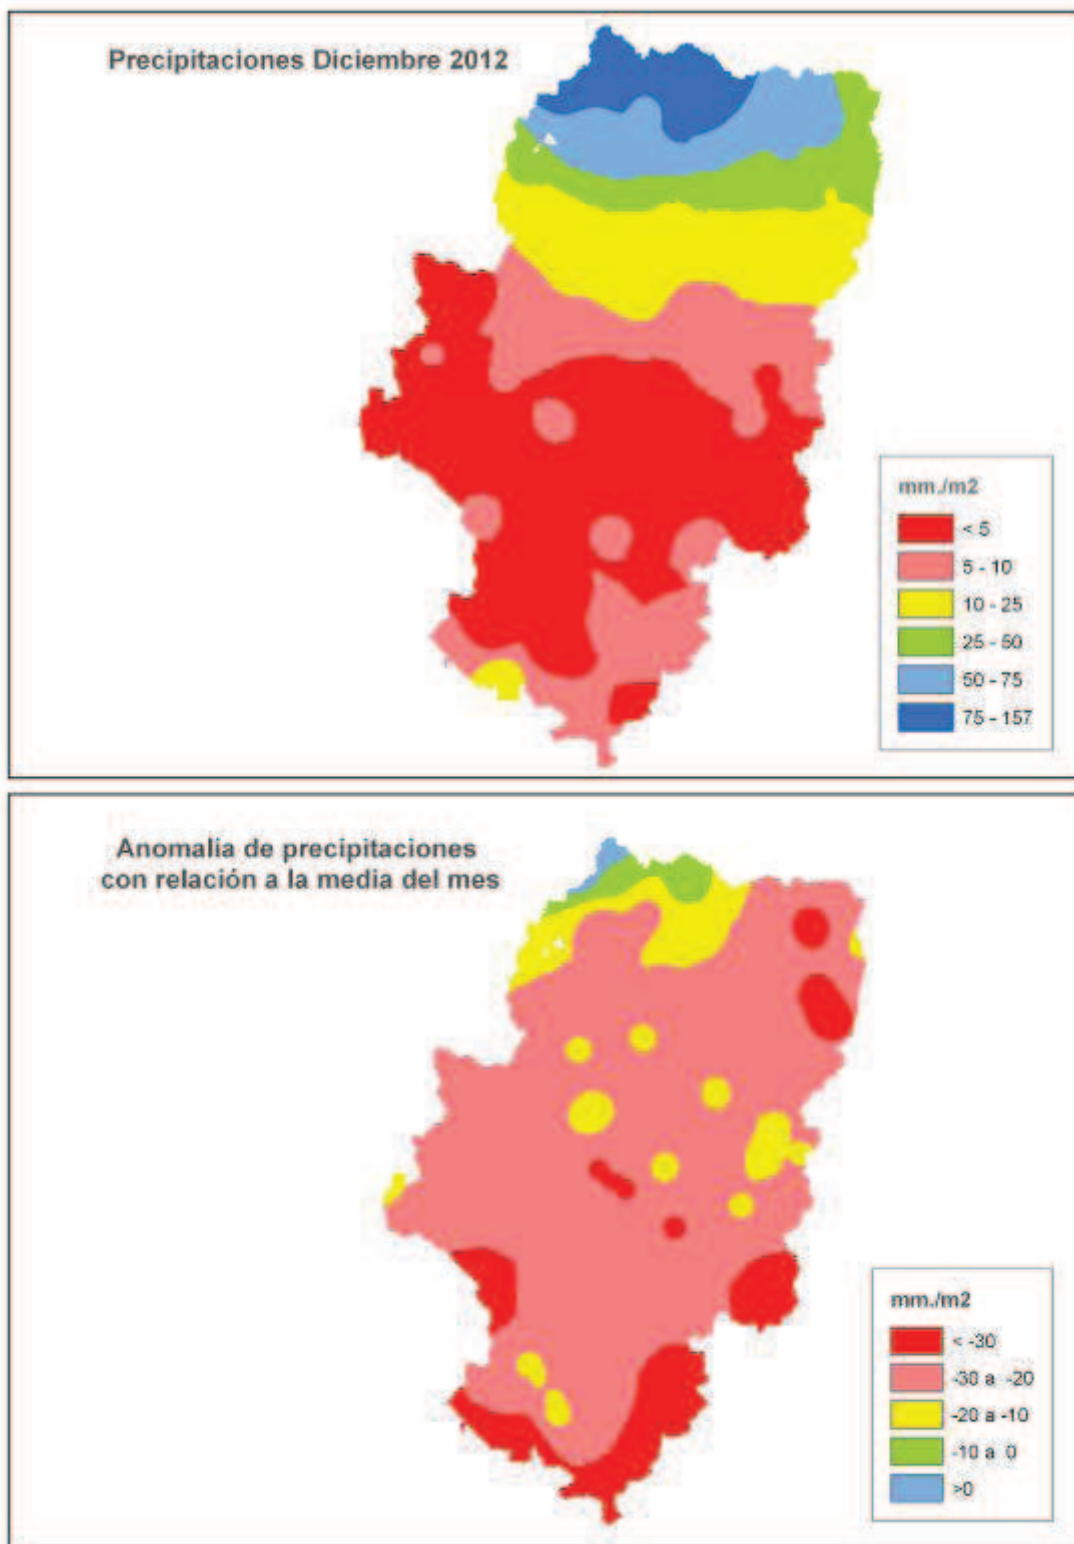 Precipitaciones Diciembre 2012
mm./m2
< 5
5 - 10
10 - 25
25 - 50
50 - 75
75 - 157
Anomalia de precipitaciones
con relación a la media del mes
mm./m2
< -30
-30 a -20
-20 a -10
-10 a 0
>0